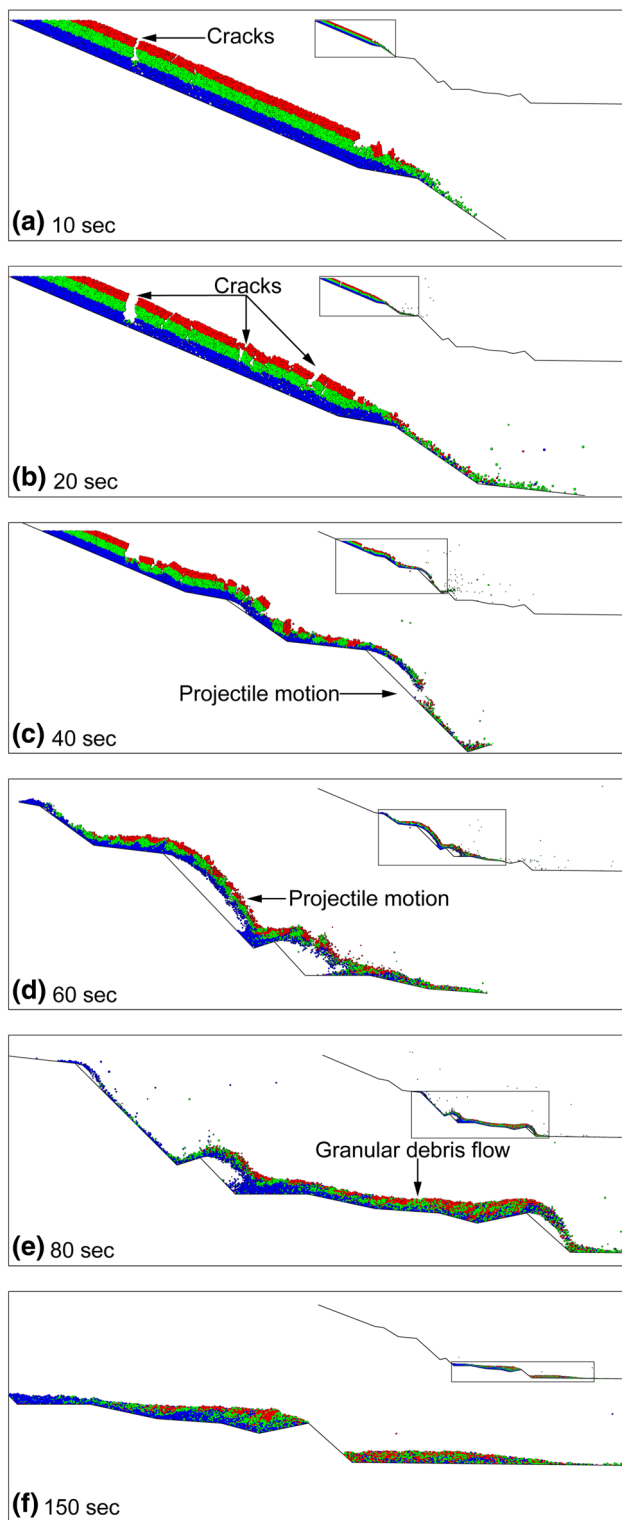 Cracks
(a) 10 sec
Cracks
(b) 20 sec
Projectile motion
(c) 40 sec
Projectile motion
(d) 60 sec
Granular debris flow
(e) 80 sec
(f) 150 sec